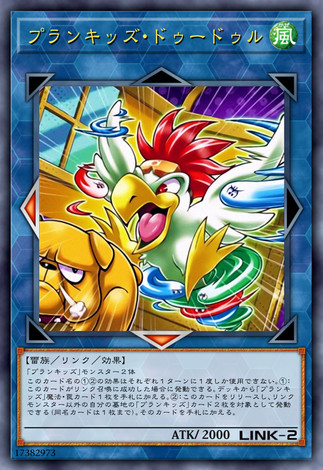 プランキッズ・ドゥードゥル
風
【雷族／リンク／効果】
「プランキッズ」モンスター２体
このカード名の①②の効果はそれぞれ１ターンに１度しか使用できない。①：
このカードがリンク召喚に成功した場合に発動できる。デッキから「プランキッ
ズ」魔法・罠カード１枚を手札に加える。②：このカードをリリースし、リンク
モンスター以外の自分の墓地の「プランキッズ」カード２枚を対象として発動
できる（同名カードは１枚まで）。そのカードを手札に加える。
ATK/ 2000 LINK-2
17382973